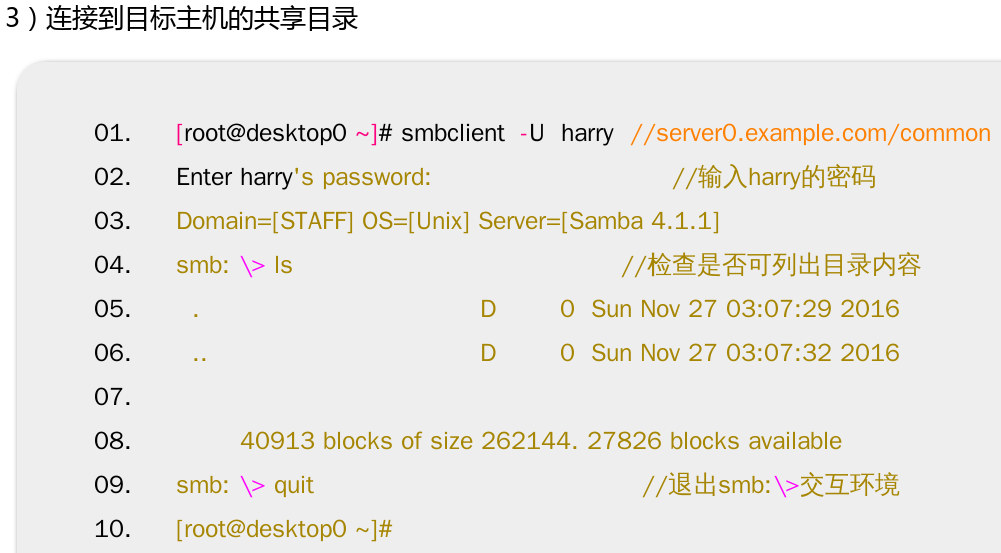 3）连接到目标主机的共享目录
01. [root@desktop0 ~]# smbclient -U harry //server0.example.com/common
02. Enter harry's password: //输入harry的密码
03. Domain=[STAFF] OS=[Unix] Server=[Samba 4.1.1]
04. smb: \> ls //检查是否可列出目录内容
05. . D 0 Sun Nov 27 03:07:29 2016
06. .. D 0 Sun Nov 27 03:07:32 2016
07.
08. 40913 blocks of size 262144. 27826 blocks available
09. smb: \> quit //退出smb:\>交互环境
10. [root@desktop0 ~]#